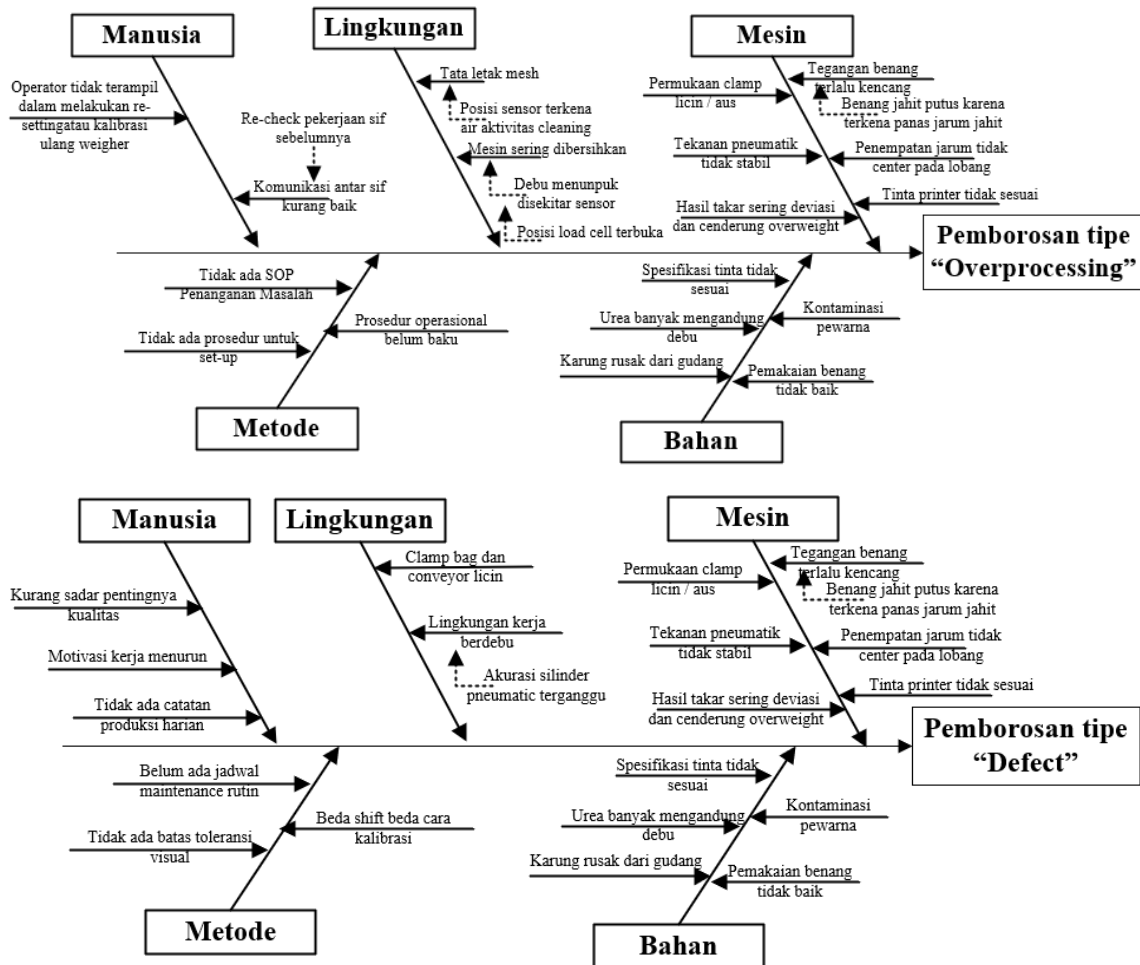 Manusia
Lingkungan
Mesin
Operator tidak terampil
dalam melakukan re-
settingatau kalibrasi
ulang weigher
Re-check pekerjaan sif
sebelumnya
Komunikasi antar sif
kurang baik
Tata letak mesh
Posisi sensor terkena
air aktivitas cleaning
Mesin sering dibersihkan
Debu menunpuk
disekitar sensor
Posisi load cell terbuka
Permukaan clamp
licin / aus
Tekanan pneumatik
tidak stabil
Hasil takar sering deviasi
dan cenderung overweight
Tegangan benang
terlalu kencang
Benang jahit putus karena
terkena panas jarum jahit
Penempatan jarum tidak
center pada lobang
Tinta printer tidak sesuai
Pemborosan tipe
“Overprocessing”
Tidak ada SOP
Penanganan Masalah
Prosedur operasional
belum baku
Tidak ada prosedur untuk
set-up
Spesifikasi tinta tidak
sesuai
Kontaminasi
pewarna
Urea banyak mengandung
debu
Karung rusak dari gudang
Pemakaian benang
tidak baik
Metode
Bahan
Manusia
Lingkungan
Mesin
Kurang sadar pentingnya
kualitas
Motivasi kerja menurun
Tidak ada catatan
produksi harian
Clamp bag dan
conveyor licin
Lingkungan kerja
berdebu
Akurasi silinder
pneumatic terganggu
Permukaan clamp
licin / aus
Tekanan pneumatik
tidak stabil
Hasil takar sering deviasi
dan cenderung overweight
Tegangan benang
terlalu kencang
Benang jahit putus karena
terkena panas jarum jahit
Penempatan jarum tidak
center pada lobang
Tinta printer tidak sesuai
Pemborosan tipe
“Defect”
Belum ada jadwal
maintenance rutin
Beda shift beda cara
kalibrasi
Tidak ada batas toleransi
visual
Spesifikasi tinta tidak
sesuai
Kontaminasi
pewarna
Urea banyak mengandung
debu
Karung rusak dari gudang
Pemakaian benang
tidak baik
Metode
Bahan